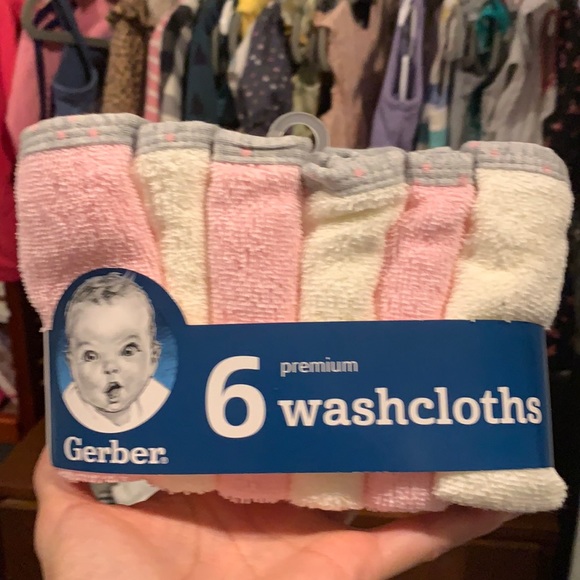 Gerber.
6 premium
washcloths